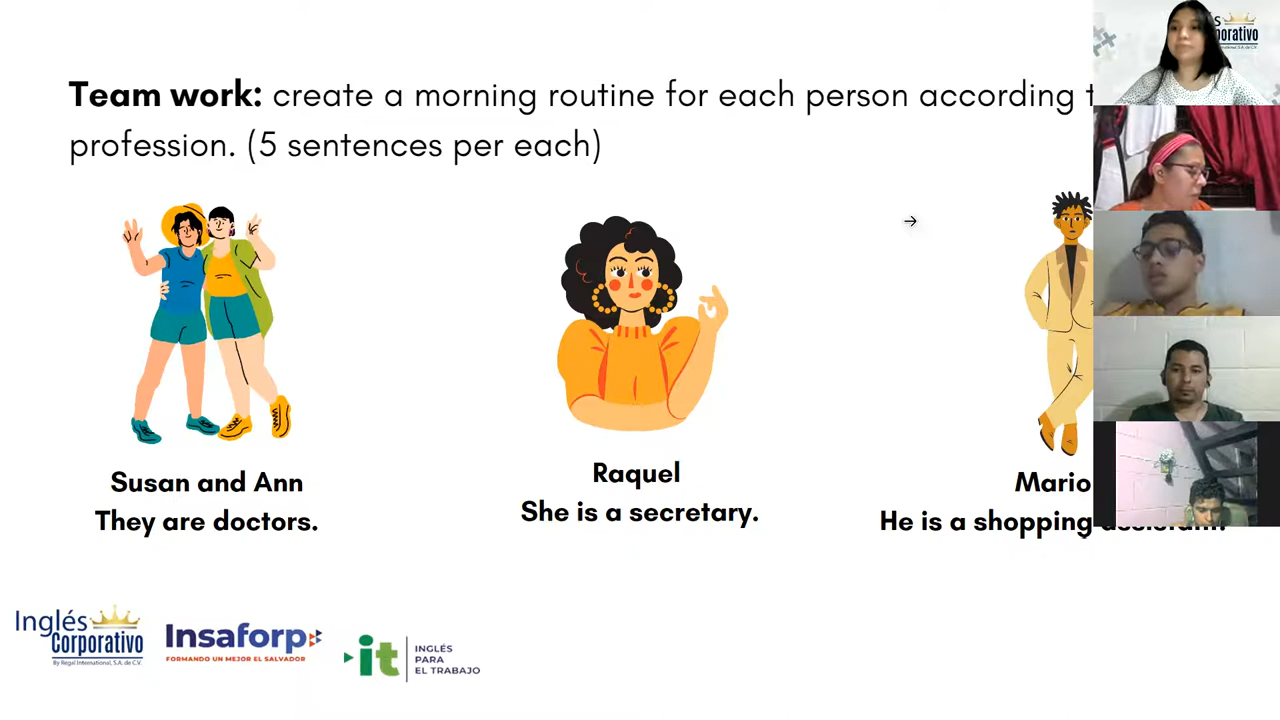 Team work: create a morning routine for each person according
profession. (5 sentences per each)
Susan and Ann
They are doctors.
Raquel
She is a secretary.
Mario
He is a shopping
Inglés
Corporativo
By Regal International, S.A. de C.V.
Insaforp
FORMANDO UN MEJOR EL SALVADOR
it
INGLÉS
PARA
EL TRABAJO